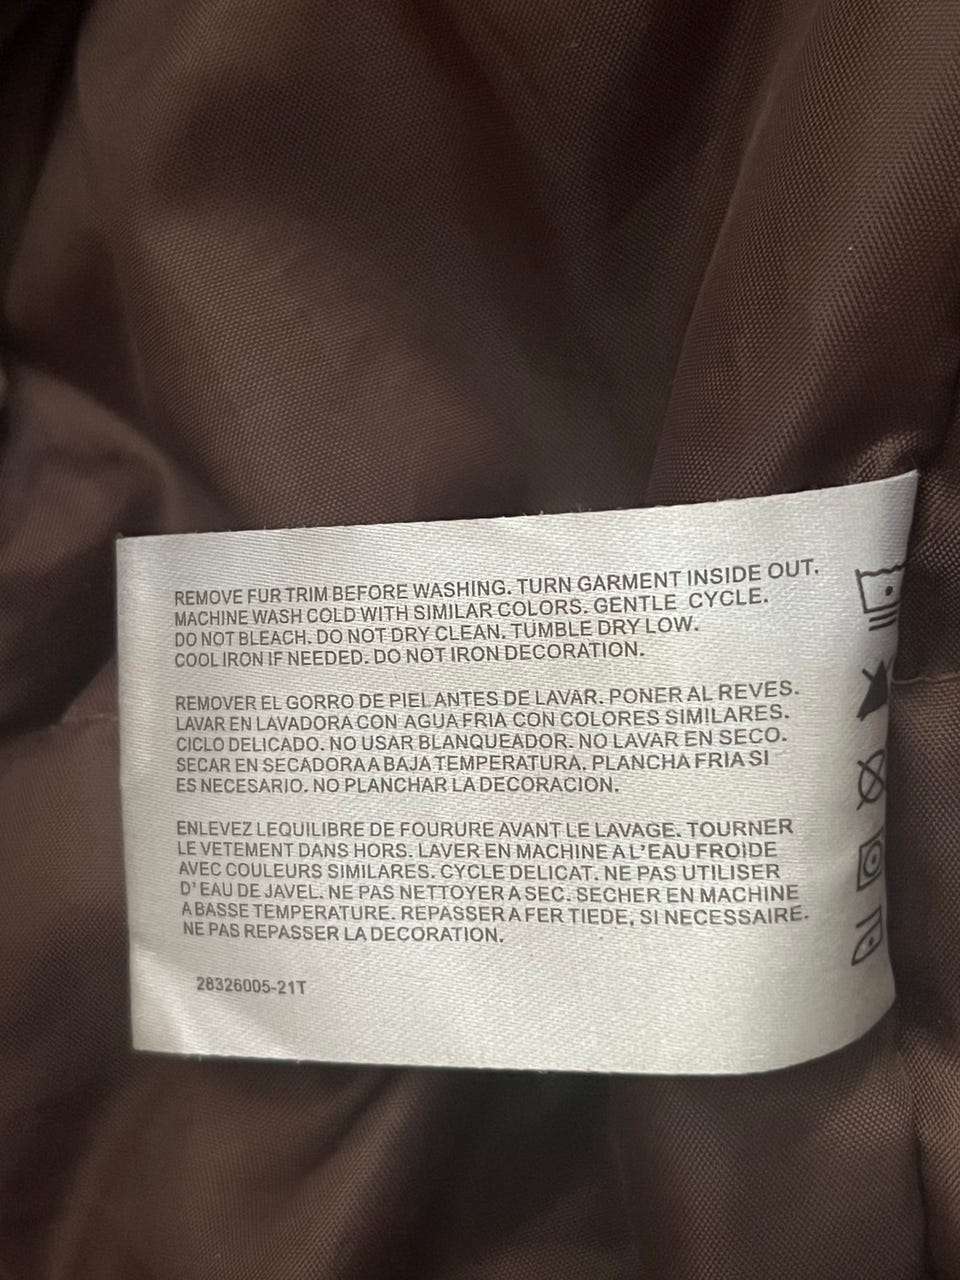 REMOVE FUR TRIM BEFORE WASHING. TURN GARMENT INSIDE OUT.
MACHINE WASH COLD WITH SIMILAR COLORS. GENTLE CYCLE.
DO NOT BLEACH. DO NOT DRY CLEAN. TUMBLE DRY LOW.
COOL IRON IF NEEDED. DO NOT IRON DECORATION.
REMOVER EL GORRO DE PIEL ANTES DE LAVAR. PONER AL REVES.
LAVAR EN LAVADORA CON AGUA FRIA CON COLORES SIMILARES.
CICLO DELICADO. NO USAR BLANQUEADOR. NO LAVAR EN SECO.
SECAR EN SECADORA A BAJA TEMPERATURA. PLANCHA FRIA SI
ES NECESARIO. NO PLANCHAR LA DECORACION.
ENLEVEZ LEQUILIBRE DE FOURURE AVANT LE LAVAGE. TOURNER
LE VETEMENT DANS HORS. LAVER EN MACHINE A L'EAU FROIDE
AVEC COULEURS SIMILARES. CYCLE DELICAT. NE PAS UTILISER
D'EAU DE JAVEL. NE PAS NETTOYER A SEC. SECHER EN MACHINE
A BASSE TEMPERATURE. REPASSER A FER TIEDE, SI NECESSAIRE.
NE PAS REPASSER LA DECORATION.
28326005-21T